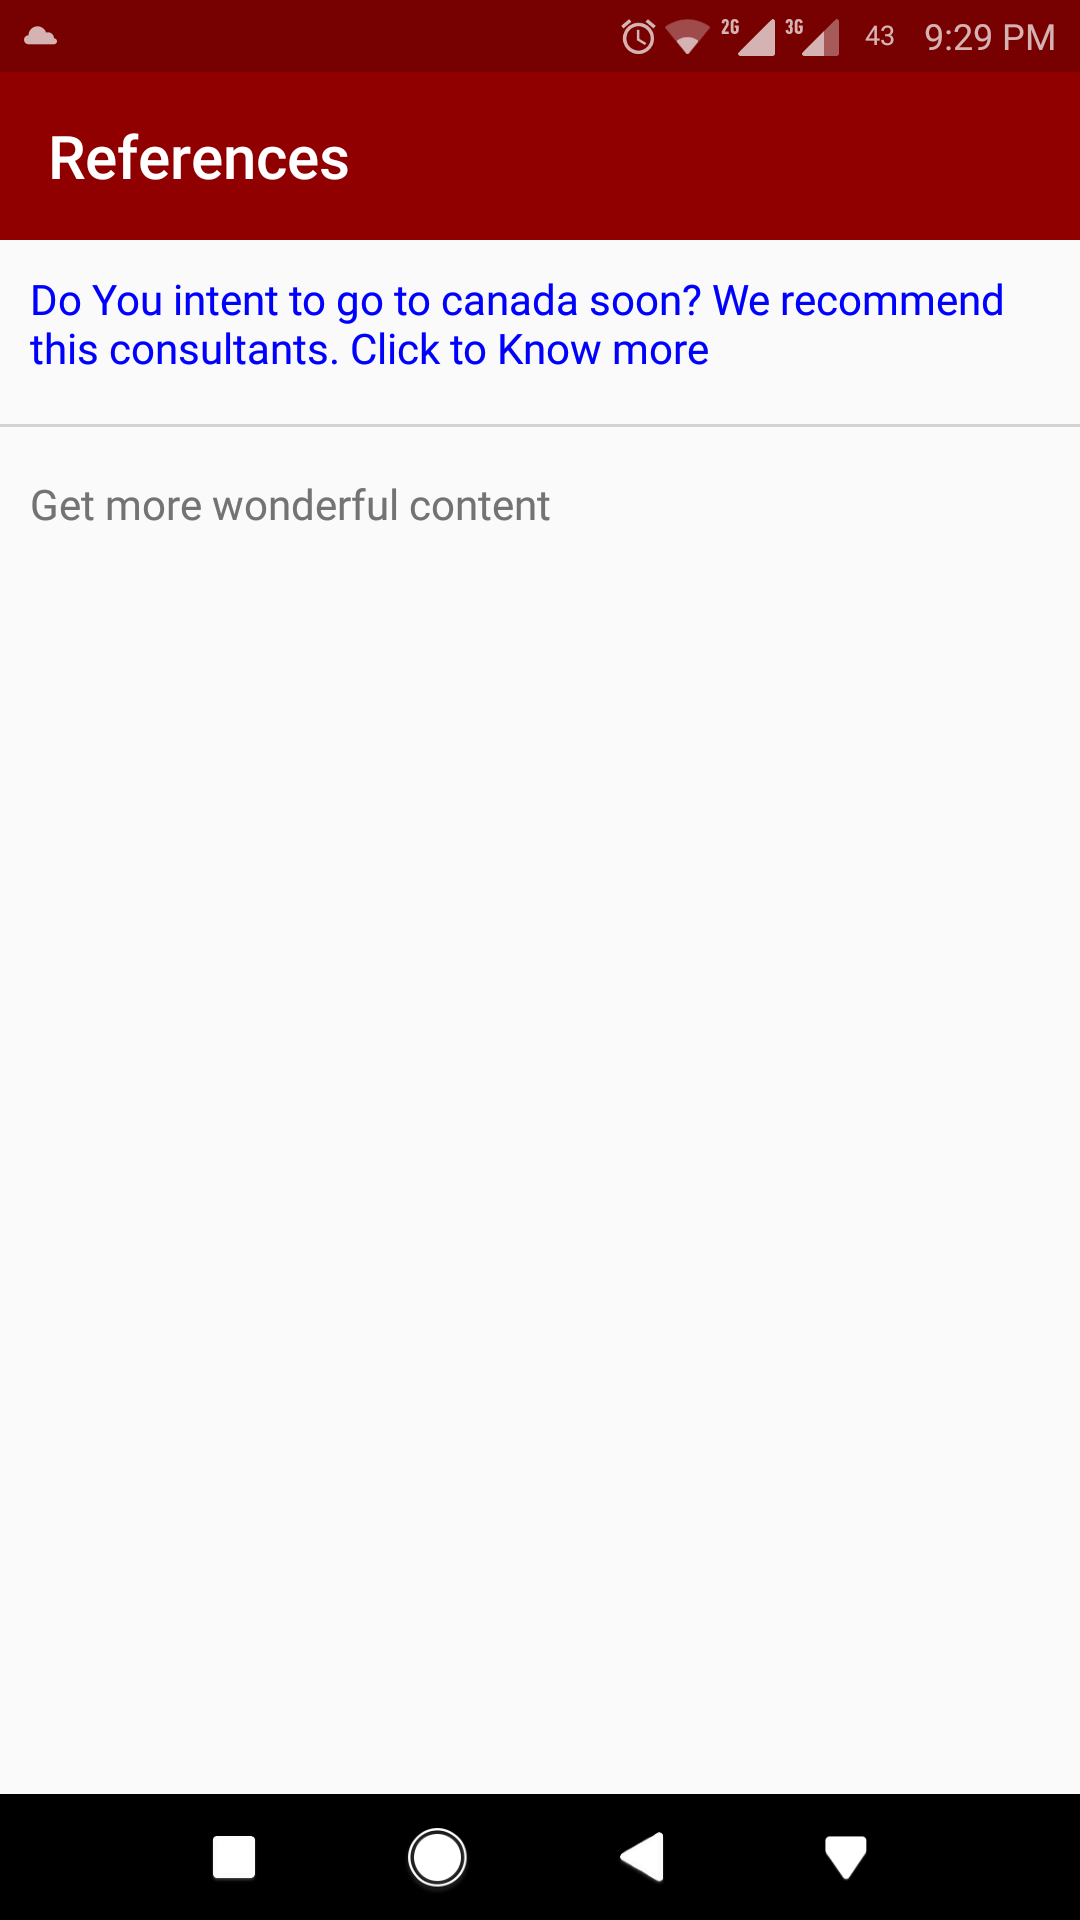 2G 3G 43 9:29 PM
References
Do You intent to go to canada soon? We recommend
this consultants. Click to Know more
Get more wonderful content